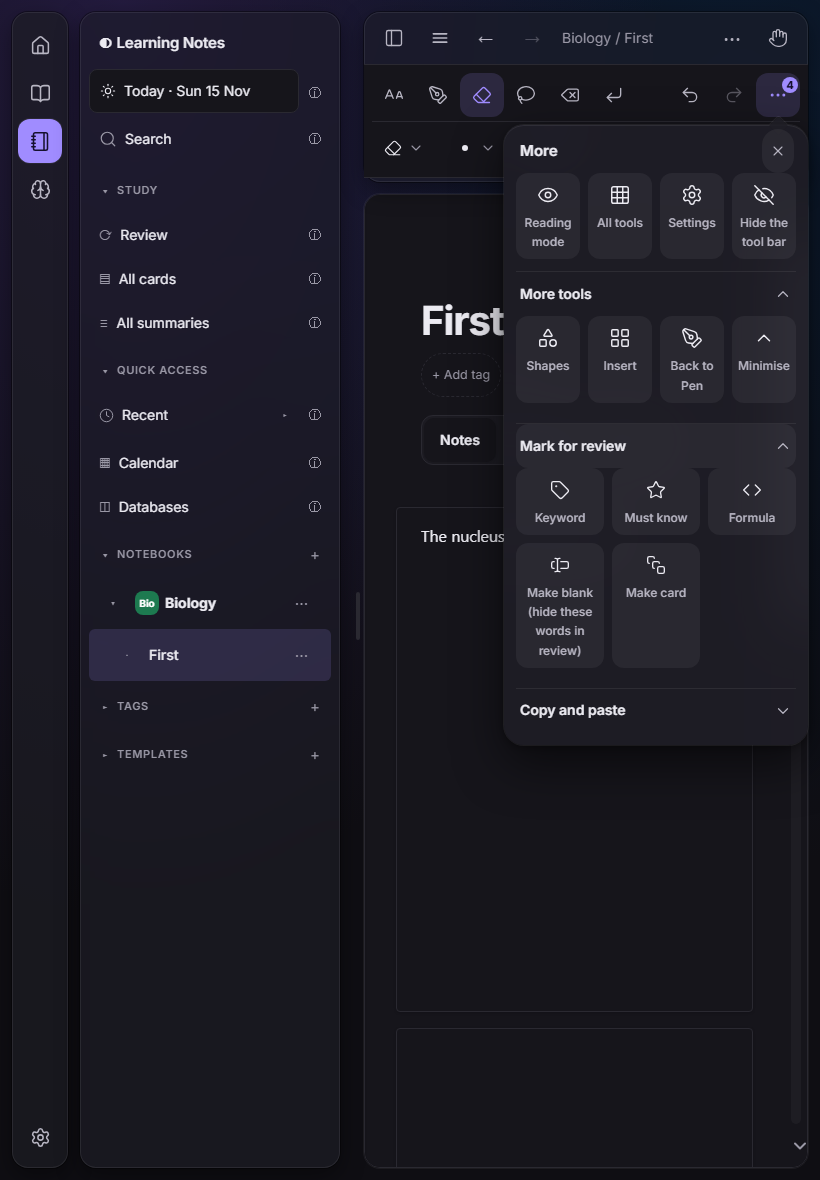 Learning Notes
Today · Sun 15 Nov
Search
STUDY
Review
All cards
All summaries
QUICK ACCESS
Recent
Calendar
Databases
NOTEBOOKS
Bio Biology
First
TAGS
TEMPLATES
Biology / First
AA
4
First
+ Add tag
Notes
The nucleus
More
Reading mode
All tools
Settings
Hide the tool bar
More tools
Shapes
Insert
Back to Pen
Minimise
Mark for review
Keyword
Must know
Formula
Make blank
(hide these
words in
review)
Make card
Copy and paste